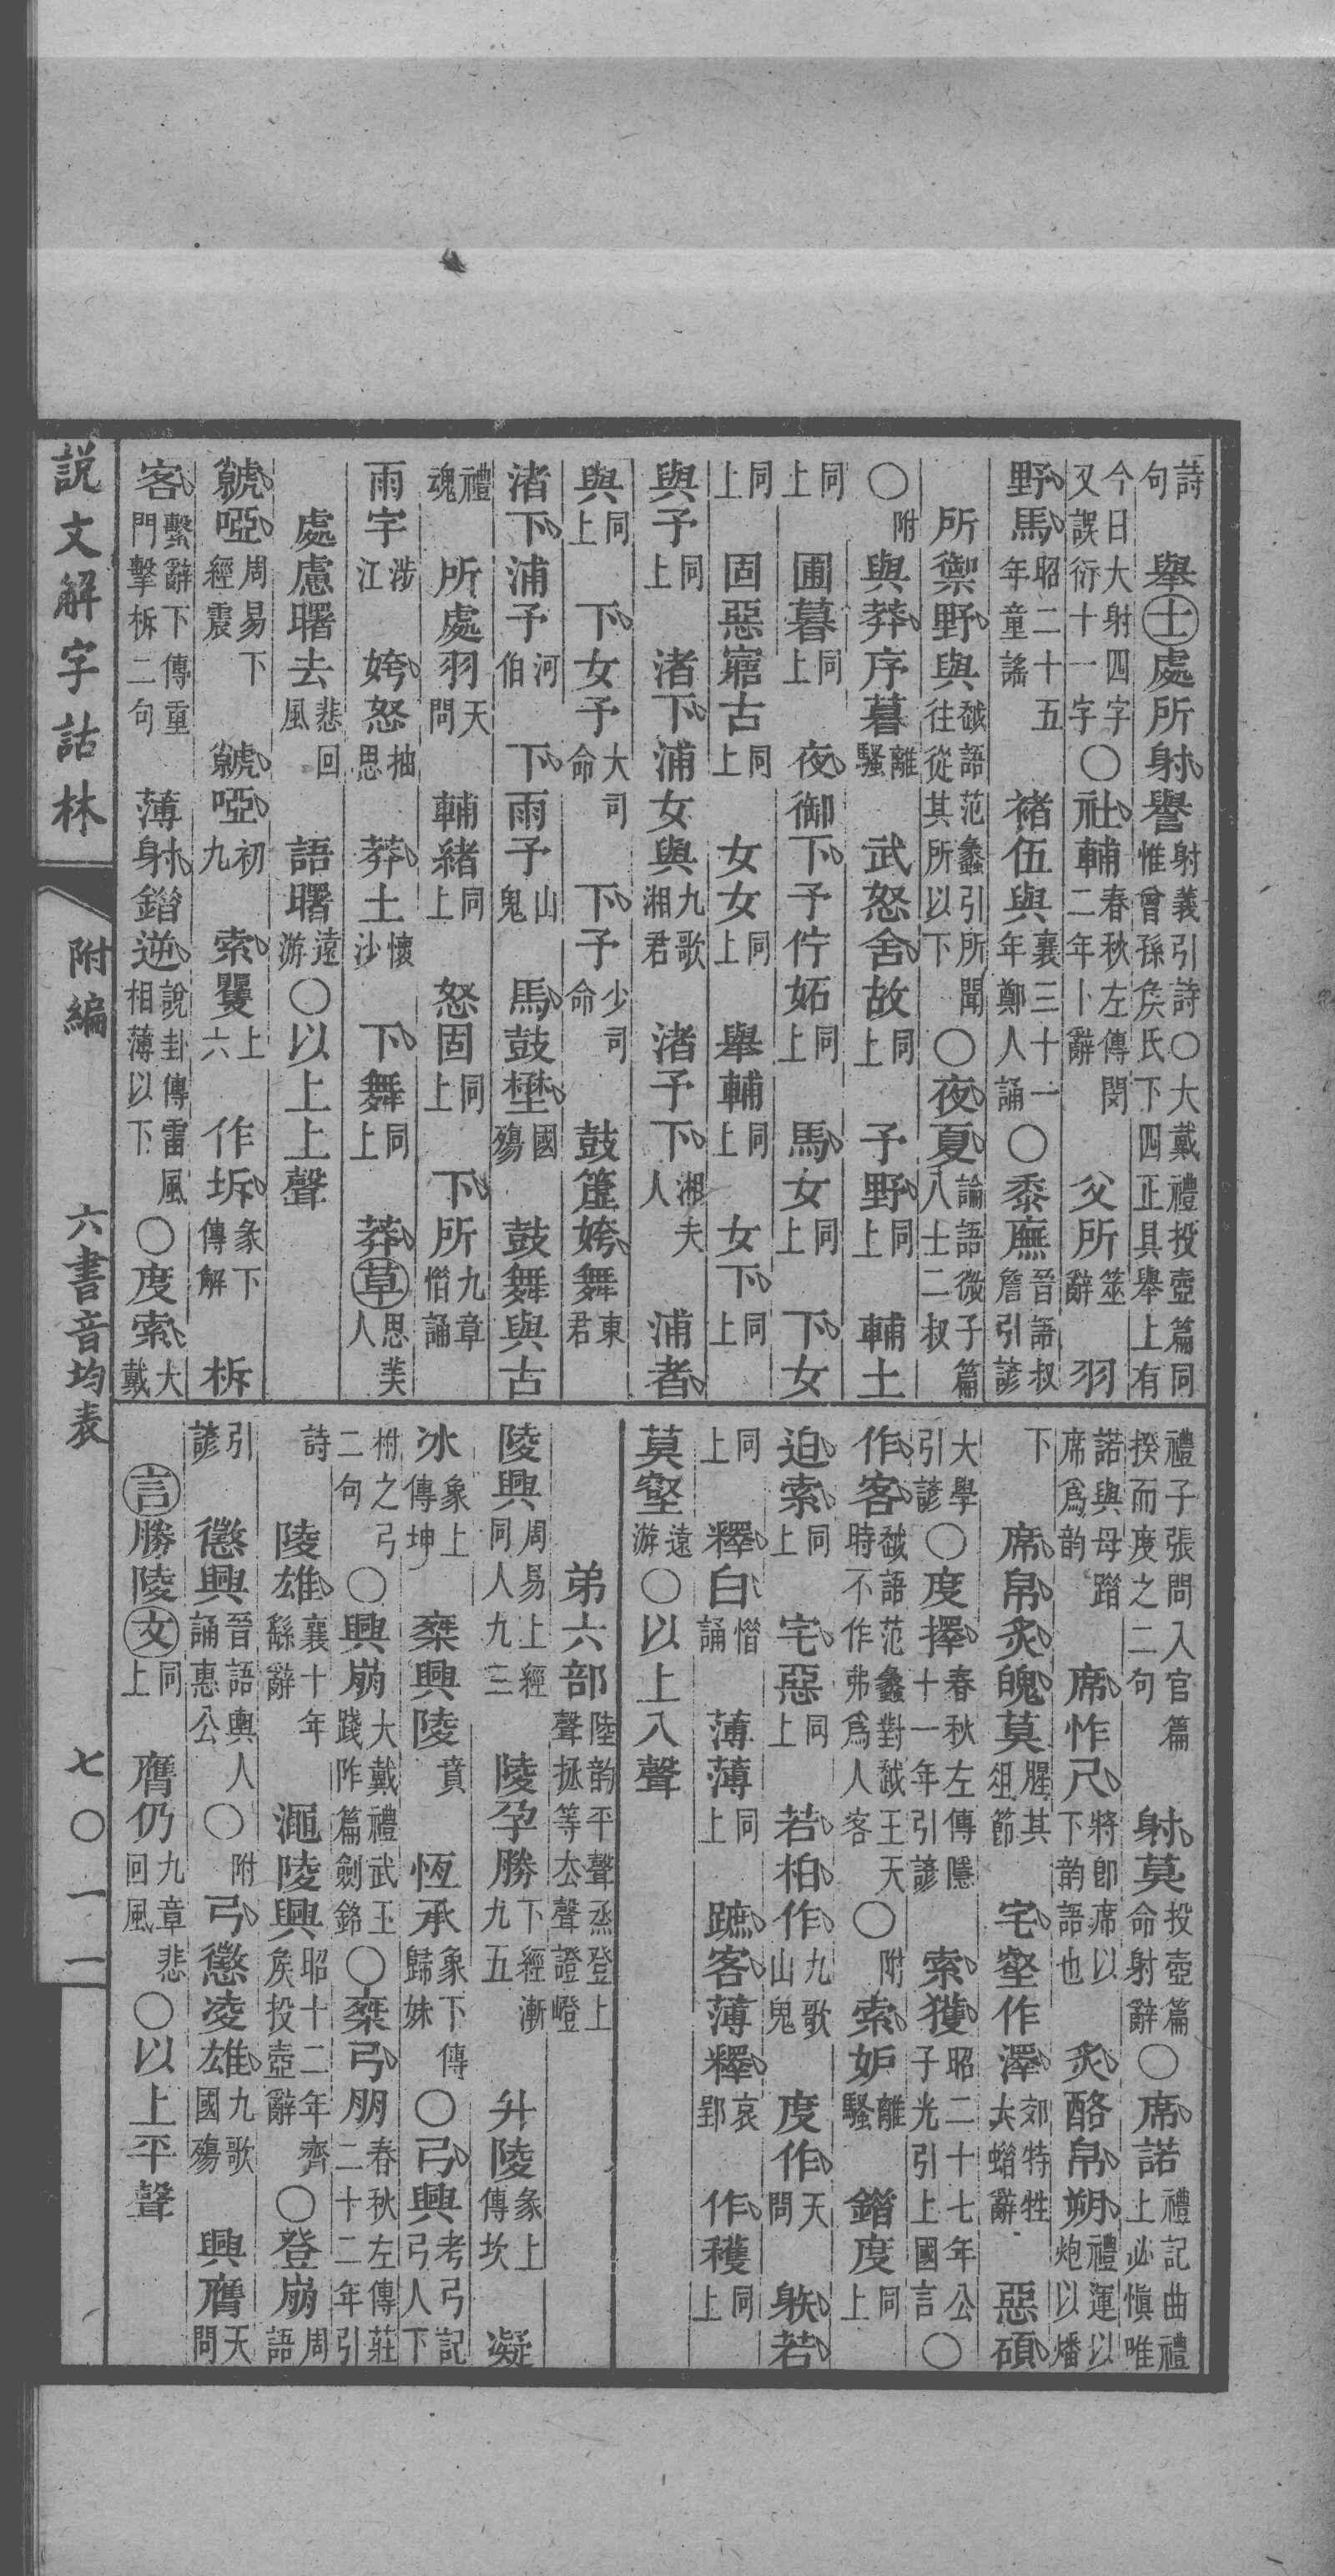 詩句　舉士處所射譽射義引詩惟曾孫矦氏下四正具舉上有○大戴禮投壺篇同
今日大射四字又誤衍十一字○社輔春秋左傳閔二年卜辭　父所筮辭　羽
野馬昭二十五年童謠　褚伍與襄三十一年鄭人誦○黍廡晉語叔詹引諺
所禦野與越語范蠡引所聞往從其所以下○夜夏論語微子篇八士二叔
○附　與莽序暮離騷　武怒舍故同上　予野同上　輔土
同上　圃暮同上　夜御下予佇妬同上　馬女同上　下女
同上　固惡寤古同上　女女同上　舉輔同上　女下同上
與予同上　渚下浦女與九歌湘君　渚予下湘夫人　浦者
與同上　下女予大司命　下予少司命　鼓竾姱舞東君
渚下浦予河伯　下雨予山鬼　馬鼓壄國殤　鼓舞與古
禮魂　所處羽天問　輔緒同上　怒固同上　下所九章惜誦
雨宇涉江　姱怒抽思　莽土懷沙　下舞同上　莽草思美人
處慮曙去悲回風　語曙遠游○以上上聲
虩啞周易下經震　虩啞初九　索矍上六　作坼彖下傳解　柝
客繫辭下傳重門擊柝二句　薄射錯逆說卦傳雷風相薄以下○度索大戴
禮子張問入官篇揆而度之二句　射莫投壺篇命射辭○席諾禮記曲禮上必愼唯
諾與毋踖席爲韵　席怍尺將卽席以下韵語也　炙酪帛朔禮運以炮以燔
下　席帛炙魄莫腥其俎節　宅壑作澤郊特牲大蜡辭　惡碩
大學引諺○度擇春秋左傳隱十一年引諺　索獲昭二十七年公子光引上國言○
作客越語范蠡對越王天時不作弗爲人客○附　索妒離騷　錯度同上
迫索同上　宅惡同上　若柏作九歌山鬼　度作天問　躲若
同上　釋白惜誦　薄薄同上　蹠客薄釋哀郢　作穫同上
莫壑遠游○以上入聲
弟六部陸韵平聲烝登上聲拯等去聲證嶝
陵興周易上經同人九三　陵孕勝下經漸九五　升陵彖上傳坎　凝
冰象上傳坤　乘興陵賁　恆承象下傳歸妹○弓興考弓記弓人下
柎之弓二句○興崩大戴禮武王踐阼篇劒銘○乘弓朋春秋左傳莊二十二年引
詩　陵雄襄十年繇辭　澠陵興昭十二年齊矦投壺辭○登崩周語
引諺　懲興晉語輿人誦惠公○附　弓懲凌雄九歌國殤　興膺天問
言勝陵文同上　膺仍九章悲回風○以上平聲
說文解字詁林
附編　六書音均表　七〇一一